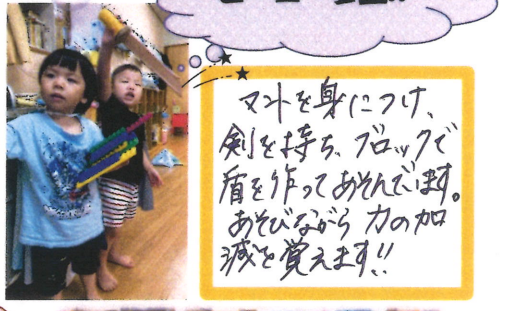 マントを身につけ、
剣を持ち、ブロックで
盾を作ってあそんでいます。
あそびながら 力の加
減を覚えます!!